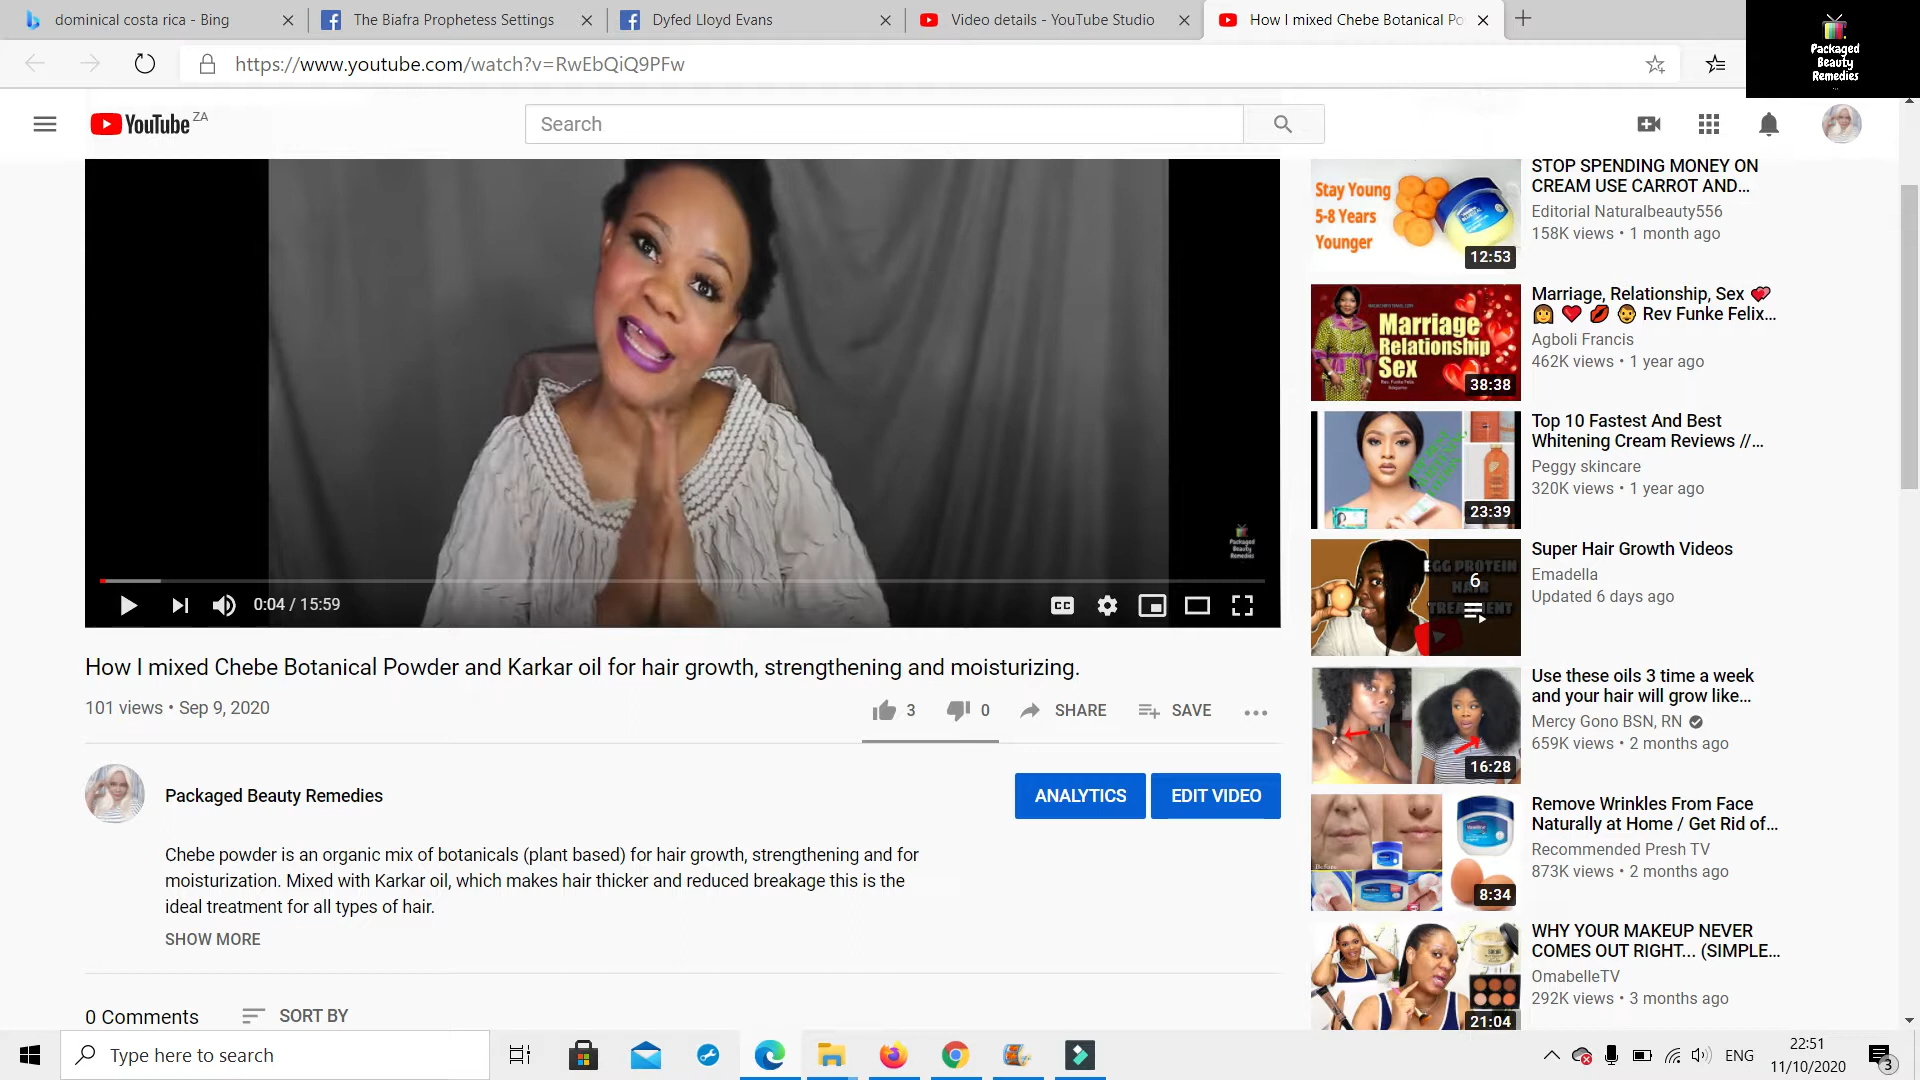 dominical costa rica - Bing
The Biafra Prophetess Settings
Dyfed Lloyd Evans
Video details - YouTube Studio
How I mixed Chebe Botanical Po
https://www.youtube.com/watch?v=RwEbQiQ9PFw
Packaged
Beauty
Remedies
YouTube ZA
Search
Packaged
Beauty
Remedies
0:04 / 15:59
CC
How I mixed Chebe Botanical Powder and Karkar oil for hair growth, strengthening and moisturizing.
101 views • Sep 9, 2020
3
0
SHARE
SAVE
Packaged Beauty Remedies
ANALYTICS
EDIT VIDEO
Chebe powder is an organic mix of botanicals (plant based) for hair growth, strengthening and for
moisturization. Mixed with Karkar oil, which makes hair thicker and reduced breakage this is the
ideal treatment for all types of hair.
SHOW MORE
0 Comments
SORT BY
Stay Young
5-8 Years
Younger
12:53
STOP SPENDING MONEY ON
CREAM USE CARROT AND...
Editorial Naturalbeauty556
158K views • 1 month ago
Marriage
Relationship
Sex
38:38
Marriage, Relationship, Sex 💕
👩 ❤️ 💋 👨 Rev Funke Felix...
Agboli Francis
462K views • 1 year ago
23:39
Top 10 Fastest And Best
Whitening Cream Reviews //...
Peggy skincare
320K views • 1 year ago
EGG PROTEIN
HAIR
TREATMENT
6
Super Hair Growth Videos
Emadella
Updated 6 days ago
16:28
Use these oils 3 time a week
and your hair will grow like...
Mercy Gono BSN, RN
659K views • 2 months ago
8:34
Remove Wrinkles From Face
Naturally at Home / Get Rid of...
Recommended Presh TV
873K views • 2 months ago
21:04
WHY YOUR MAKEUP NEVER
COMES OUT RIGHT... (SIMPLE...
OmabelleTV
292K views • 3 months ago
Type here to search
ENG
22:51
11/10/2020
3